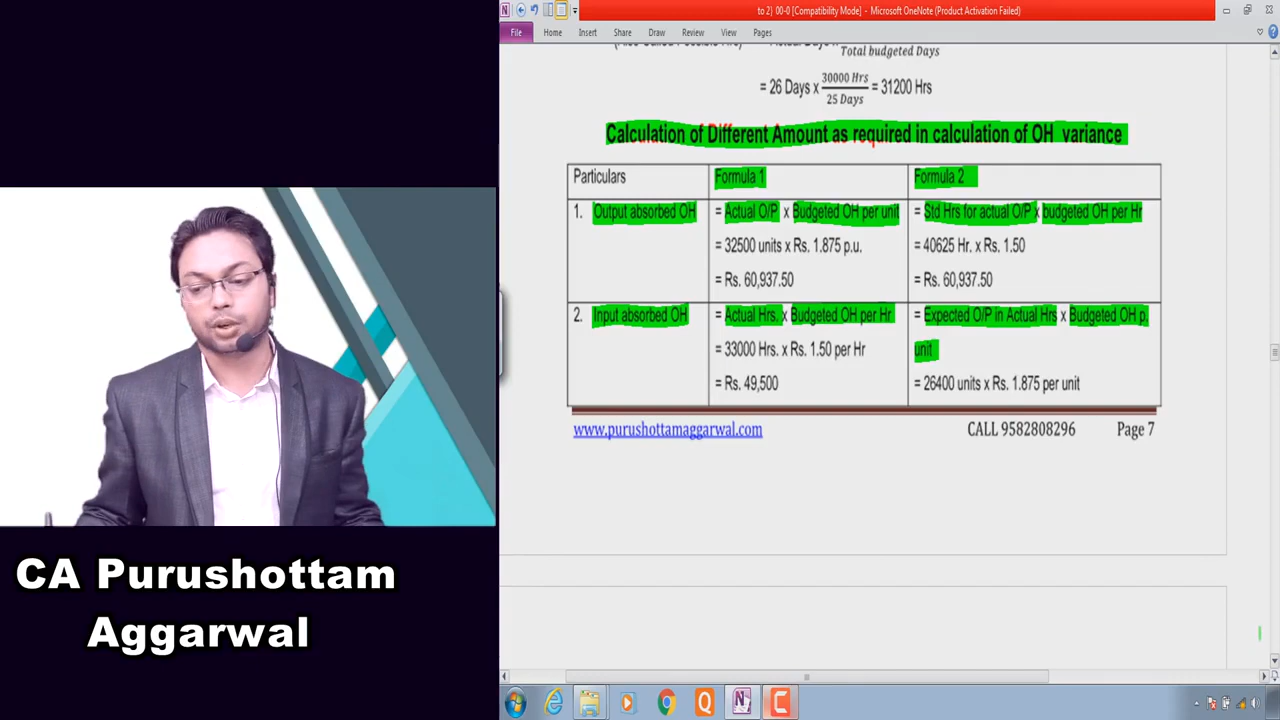 to 2) 00-0 [Compatibility Mode] - Microsoft OneNote (Product Activation Failed)
File Home Insert Share Draw Review View Pages
Total budgeted Days
= 26 Days x 30000 Hrs / 25 Days = 31200 Hrs
Calculation of Different Amount as required in calculation of OH variance
Particulars Formula 1 Formula 2
1. Output absorbed OH = Actual O/P x Budgeted OH per unit = Std Hrs for actual O/P x budgeted OH per Hr
= 32500 units x Rs. 1.875 p.u. = 40625 Hr. x Rs. 1.50
= Rs. 60,937.50 = Rs. 60,937.50
2. Input absorbed OH = Actual Hrs. x Budgeted OH per Hr = Expected O/P in Actual Hrs x Budgeted OH p.
= 33000 Hrs. x Rs. 1.50 per Hr unit
= Rs. 49,500 = 26400 units x Rs. 1.875 per unit
www.purushottamaggarwal.com CALL 9582808296 Page 7
CA Purushottam
Aggarwal